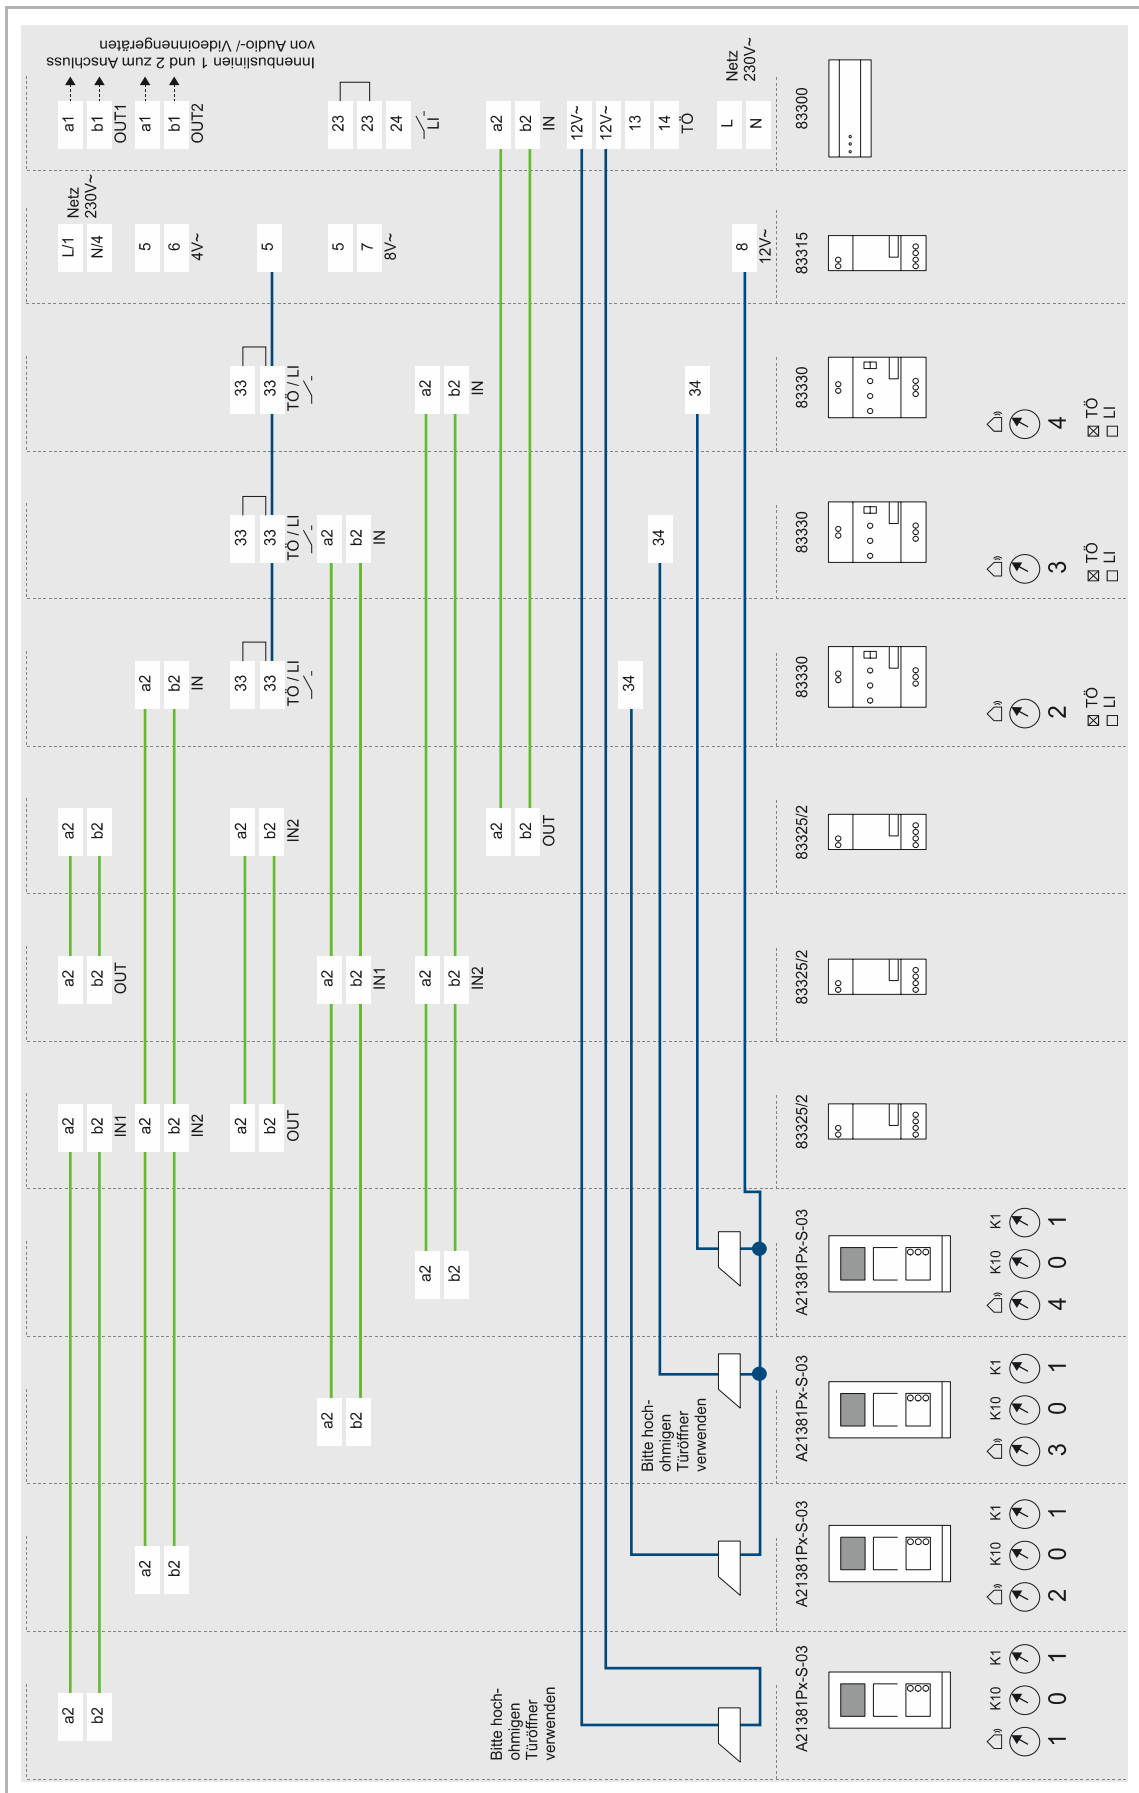 a2
b2
Bitte hoch-
ohmigen
Türöffner
verwenden
A21381Px-S-03
K10
K1
1
0
1
a2
b2
A21381Px-S-03
K10
K1
2
0
1
a2
b2
Bitte hoch-
ohmigen
Türöffner
verwenden
A21381Px-S-03
K10
K1
3
0
1
a2
b2
A21381Px-S-03
K10
K1
4
0
1
a2
b2
IN1
a2
b2
IN2
a2
b2
OUT
83325/2
a2
b2
OUT
a2
b2
IN1
a2
b2
IN2
83325/2
a2
b2
a2
b2
IN2
a2
b2
OUT
83325/2
a2
b2
IN
33
33
TÖ / LI
34
83330
2
TÖ
LI
33
33
TÖ / LI
a2
b2
IN
34
83330
3
TÖ
LI
33
33
TÖ / LI
a2
b2
IN
34
83330
4
TÖ
LI
L/1
N/4
Netz
230V~
5
6
4V~
5
5
7
8V~
8
12V~
83315
a1
b1
OUT1
a1
b1
OUT2
Innenbuslinien 1 und 2 zum Anschluss
von Audio-/ Videoinnengeräten
23
23
24
LI
a2
b2
IN
12V~
12V~
13
14
TÖ
L
N
Netz
230V~
83300